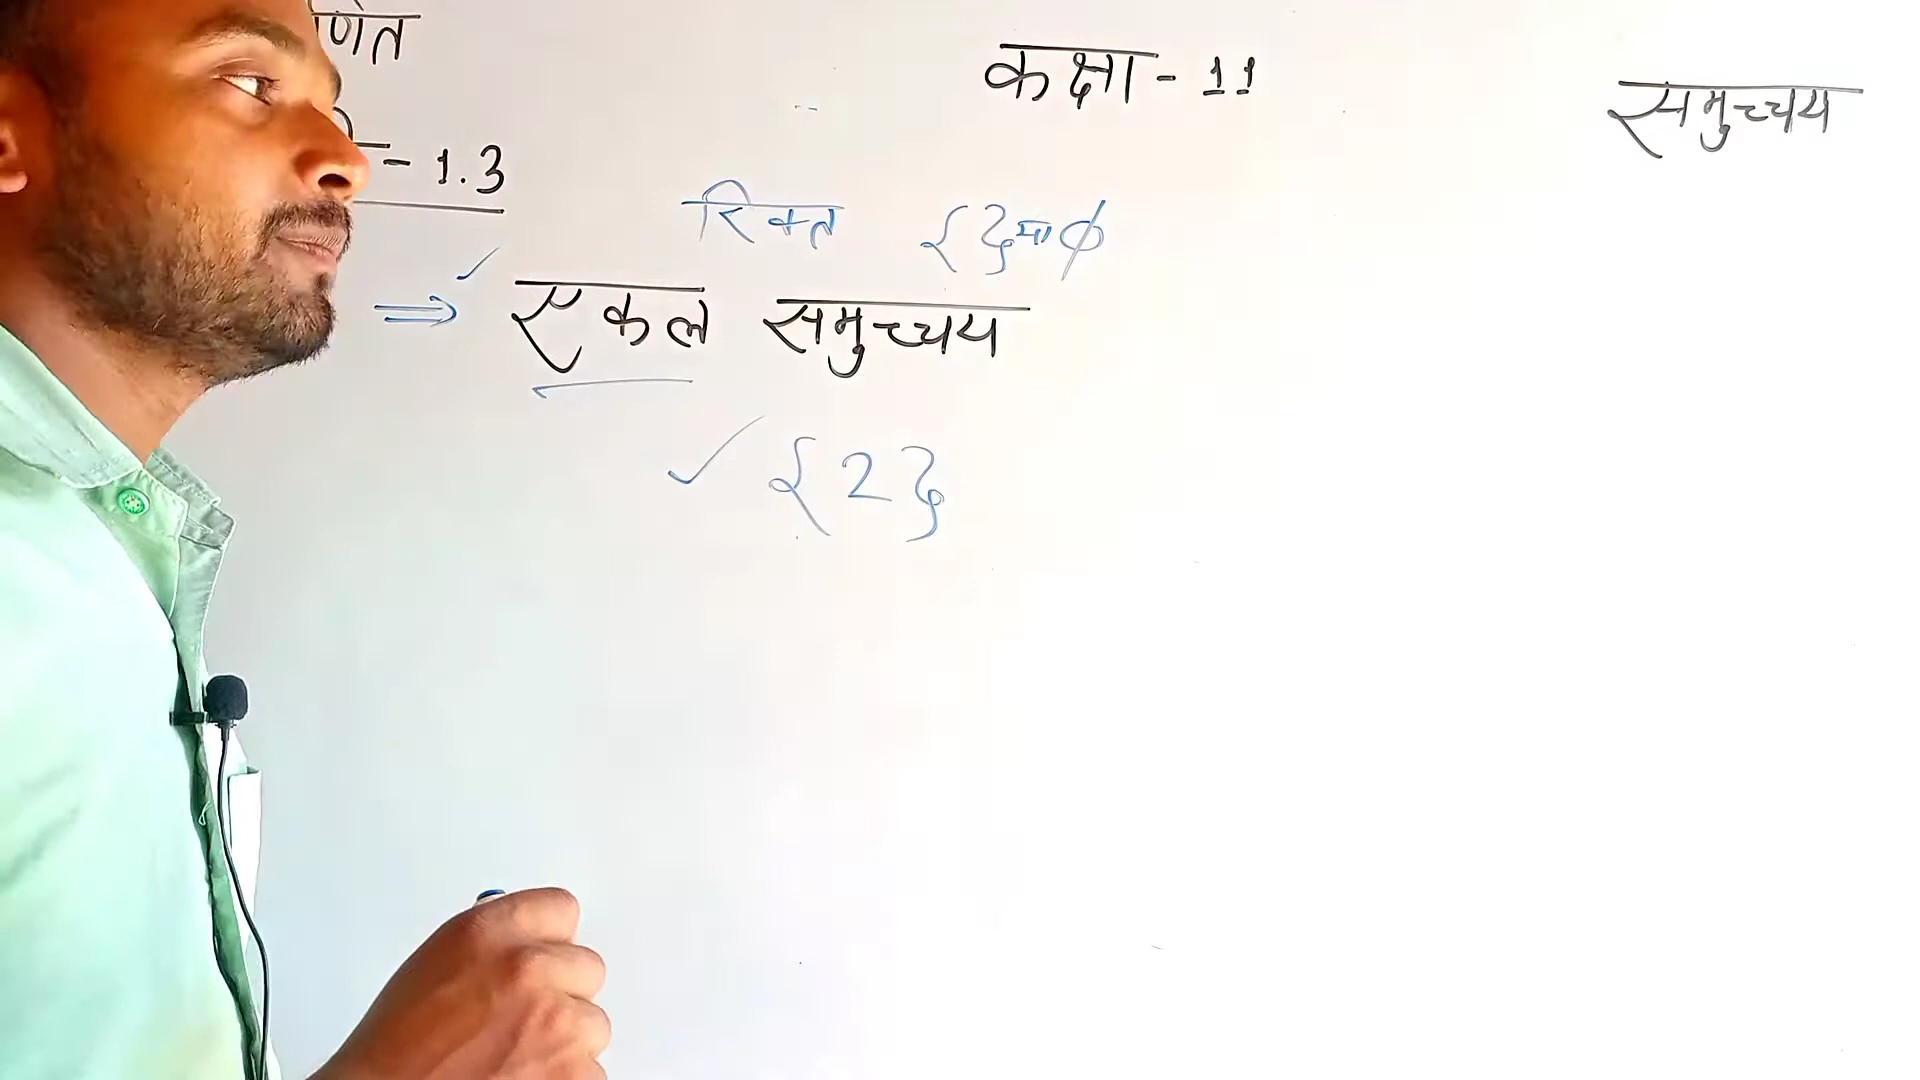 कक्षा - 11
समुच्चय
- 1.3
रिक्त { } या ϕ
⇒ एकल समुच्चय
✓ { 2 }